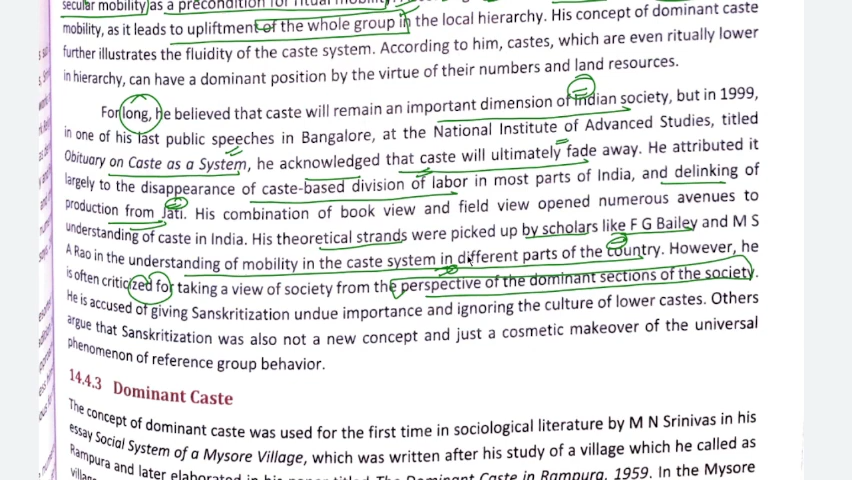 secular mobility as a precondition for ritual mobility
mobility, as it leads to upliftment of the whole group in the local hierarchy. His concept of dominant caste
further illustrates the fluidity of the caste system. According to him, castes, which are even ritually lower
in hierarchy, can have a dominant position by the virtue of their numbers and land resources.
For long, he believed that caste will remain an important dimension of Indian society, but in 1999,
in one of his last public speeches in Bangalore, at the National Institute of Advanced Studies, titled
Obituary on Caste as a System, he acknowledged that caste will ultimately fade away. He attributed it
largely to the disappearance of caste-based division of labor in most parts of India, and delinking of
production from Jati. His combination of book view and field view opened numerous avenues to
understanding of caste in India. His theoretical strands were picked up by scholars like F G Bailey and M S
A Rao in the understanding of mobility in the caste system in different parts of the country. However, he
is often criticized for taking a view of society from the perspective of the dominant sections of the society.
He is accused of giving Sanskritization undue importance and ignoring the culture of lower castes. Others
argue that Sanskritization was also not a new concept and just a cosmetic makeover of the universal
phenomenon of reference group behavior.
14.4.3 Dominant Caste
The concept of dominant caste was used for the first time in sociological literature by M N Srinivas in his
essay Social System of a Mysore Village, which was written after his study of a village which he called as
Rampura and later elaborated in his paper titled The Dominant Caste in Rampura, 1959. In the Mysore